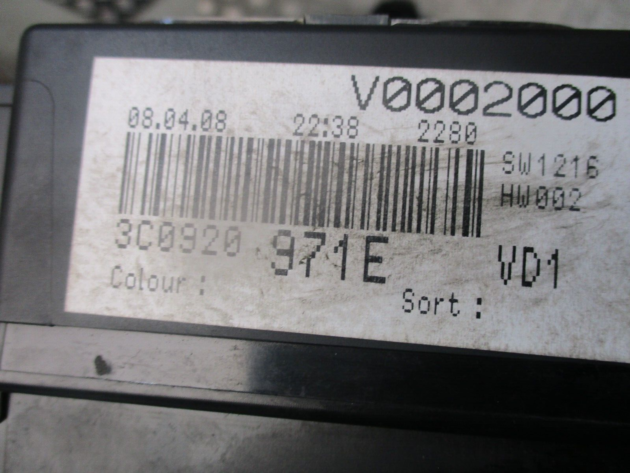 V0002000
08.04.08 22:38 2280
SW1216
HW002
3C0920 971E VD1
Colour :
Sort :